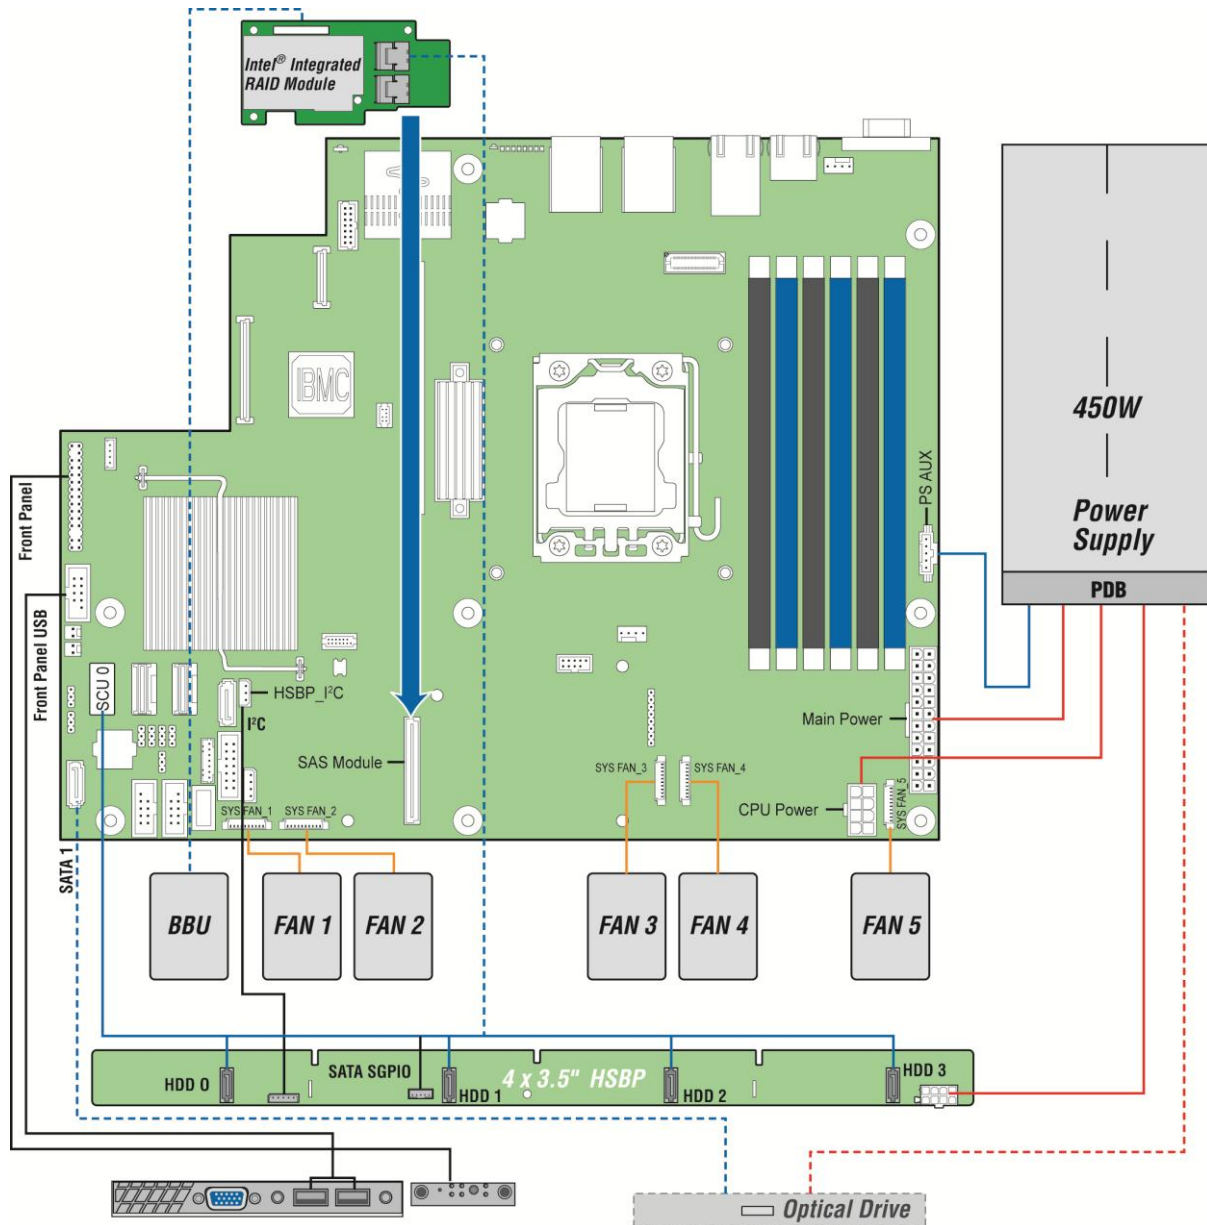 Intel® Integrated
RAID Module
IBMC
450W
Power
Supply
PDB
PS AUX
Front Panel
Front Panel USB
SCU 0
HSBP_I²C
I²C
SAS Module
Main Power
CPU Power
SYS FAN_1
SYS FAN_2
SYS FAN_3
SYS FAN_4
SYS FAN_5
SATA 1
BBU
FAN 1
FAN 2
FAN 3
FAN 4
FAN 5
HDD 0
SATA SGPIO
HDD 1
4 x 3.5" HSBP
HDD 2
HDD 3
Optical Drive